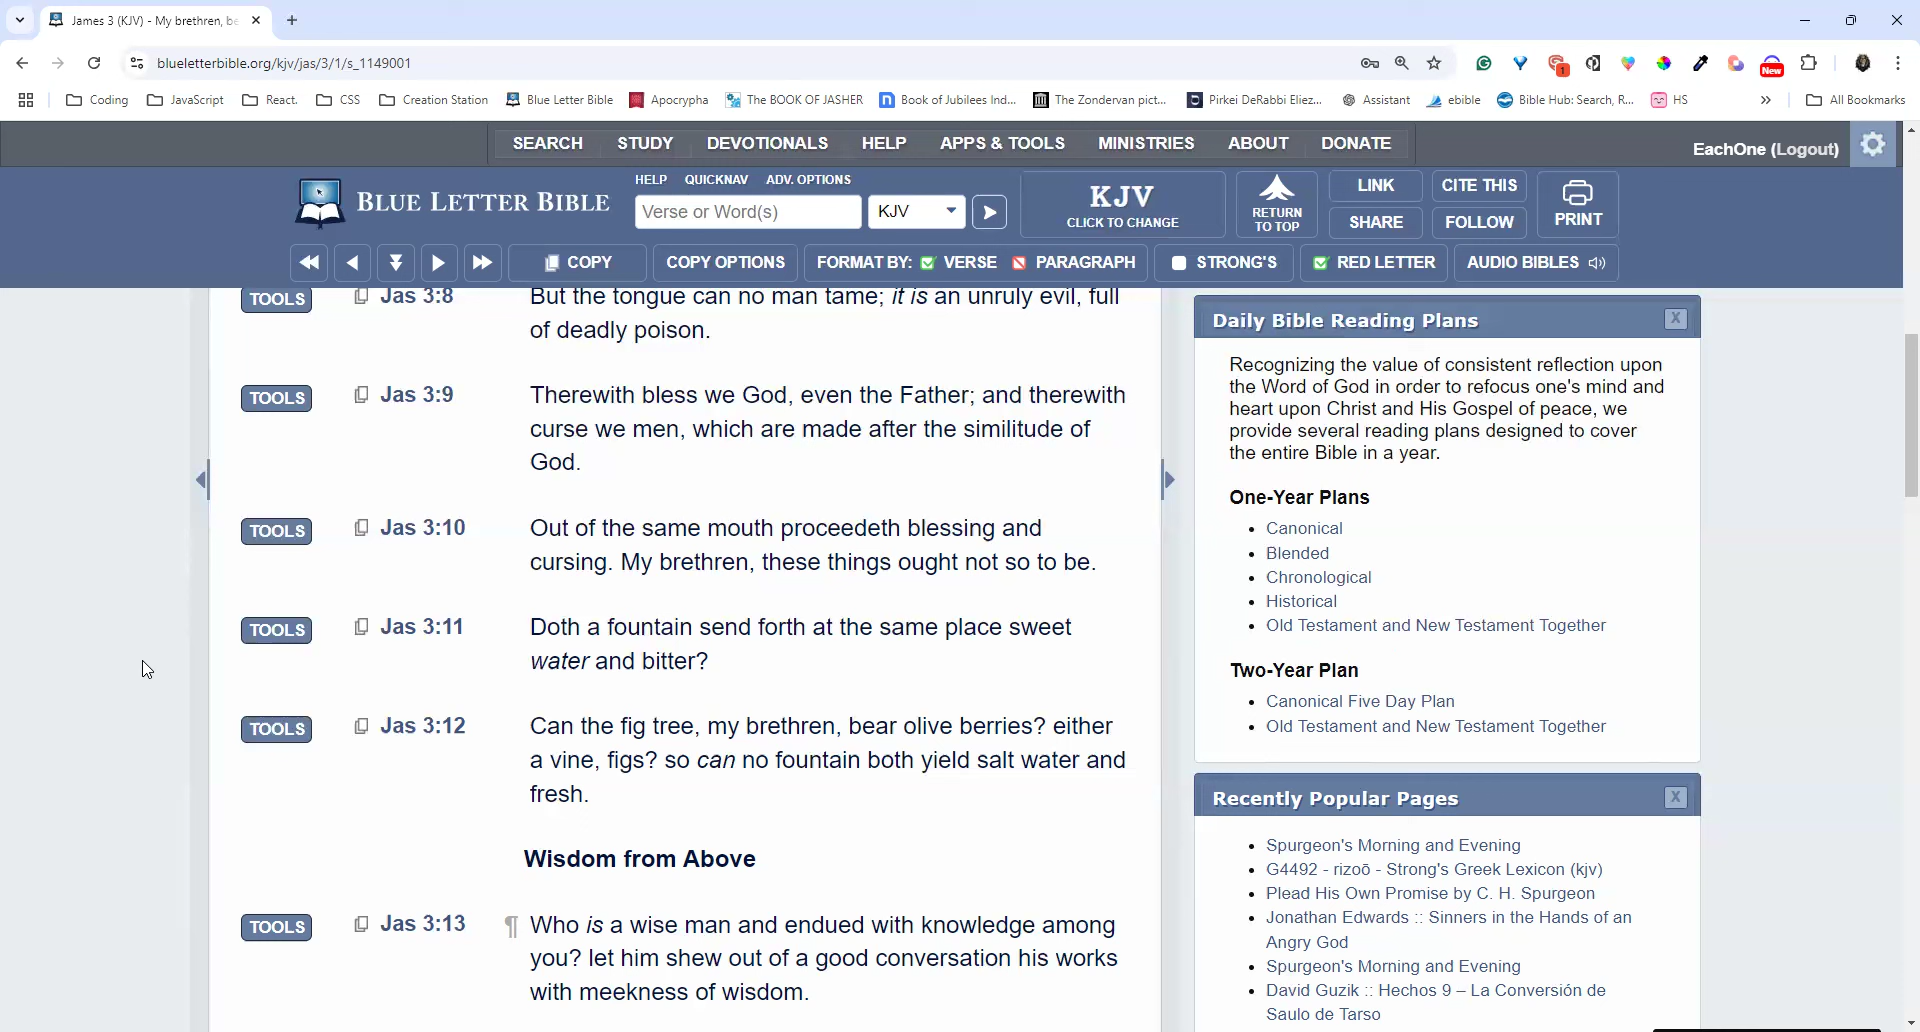 James 3 (KJV) - My brethren, be
blueletterbible.org/kjv/jas/3/1/s_1149001
1
New
Coding
JavaScript
React.
CSS
Creation Station
Blue Letter Bible
Apocrypha
The BOOK OF JASHER
Book of Jubilees Ind...
The Zondervan pict...
Pirkei DeRabbi Eliez...
Assistant
ebible
Bible Hub: Search, R...
HS
»
All Bookmarks
SEARCH STUDY DEVOTIONALS HELP APPS & TOOLS MINISTRIES ABOUT DONATE
EachOne (Logout)
BLUE LETTER BIBLE
HELP QUICKNAV ADV. OPTIONS
Verse or Word(s)
KJV
KJV
CLICK TO CHANGE
RETURN
TO TOP
LINK
CITE THIS
SHARE
FOLLOW
PRINT
COPY
COPY OPTIONS
FORMAT BY: VERSE PARAGRAPH
STRONG'S
RED LETTER
AUDIO BIBLES
TOOLS Jas 3:8 But the tongue can no man tame; it is an unruly evil, full
of deadly poison.
TOOLS Jas 3:9 Therewith bless we God, even the Father; and therewith
curse we men, which are made after the similitude of
God.
TOOLS Jas 3:10 Out of the same mouth proceedeth blessing and
cursing. My brethren, these things ought not so to be.
TOOLS Jas 3:11 Doth a fountain send forth at the same place sweet
water and bitter?
TOOLS Jas 3:12 Can the fig tree, my brethren, bear olive berries? either
a vine, figs? so can no fountain both yield salt water and
fresh.
Wisdom from Above
TOOLS Jas 3:13 ¶ Who is a wise man and endued with knowledge among
you? let him shew out of a good conversation his works
with meekness of wisdom.
Daily Bible Reading Plans
X
Recognizing the value of consistent reflection upon
the Word of God in order to refocus one's mind and
heart upon Christ and His Gospel of peace, we
provide several reading plans designed to cover
the entire Bible in a year.
One-Year Plans
• Canonical
• Blended
• Chronological
• Historical
• Old Testament and New Testament Together
Two-Year Plan
• Canonical Five Day Plan
• Old Testament and New Testament Together
Recently Popular Pages
X
• Spurgeon's Morning and Evening
• G4492 - rizoō - Strong's Greek Lexicon (kjv)
• Plead His Own Promise by C. H. Spurgeon
• Jonathan Edwards :: Sinners in the Hands of an
Angry God
• Spurgeon's Morning and Evening
• David Guzik :: Hechos 9 – La Conversión de
Saulo de Tarso